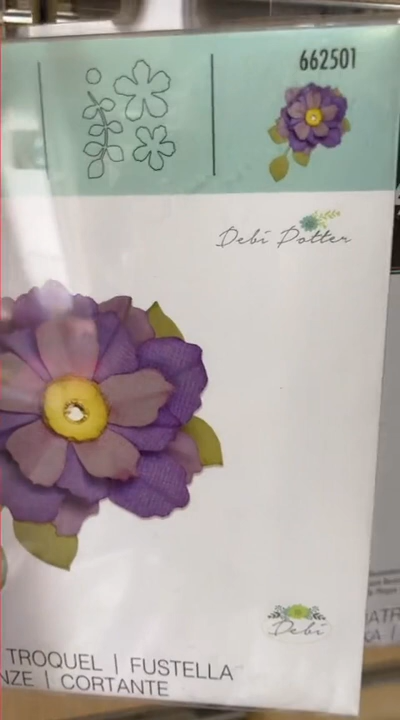 662501
Debi Potter
Debi
TROQUEL | FUSTELLA
NZE | CORTANTE